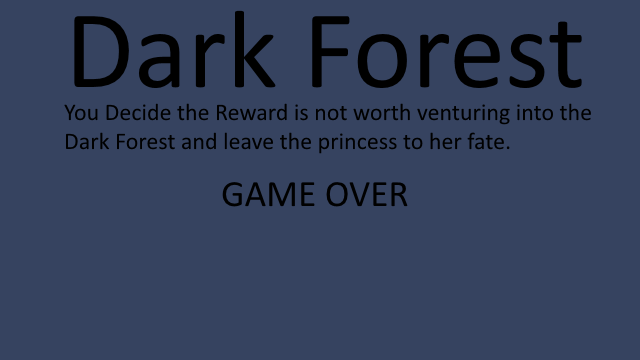 Dark Forest
You Decide the Reward is not worth venturing into the
Dark Forest and leave the princess to her fate.
GAME OVER